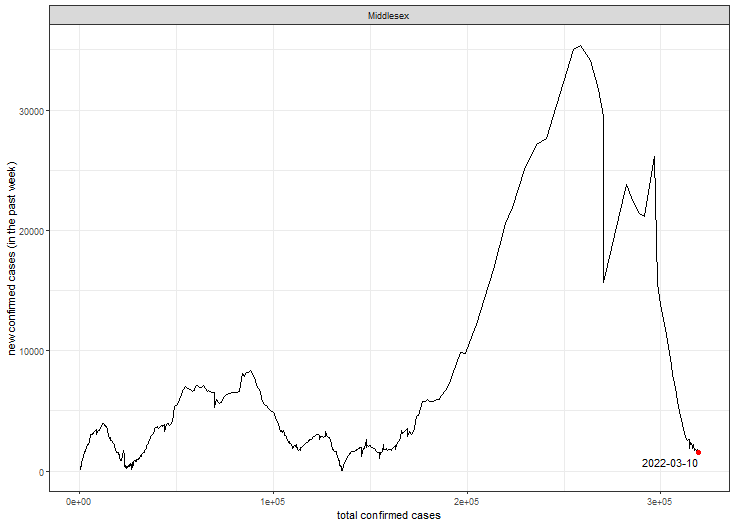 Middlesex
new confirmed cases (in the past week)
30000
20000
10000
0
2022-03-10
0e+00 1e+05 2e+05 3e+05
total confirmed cases